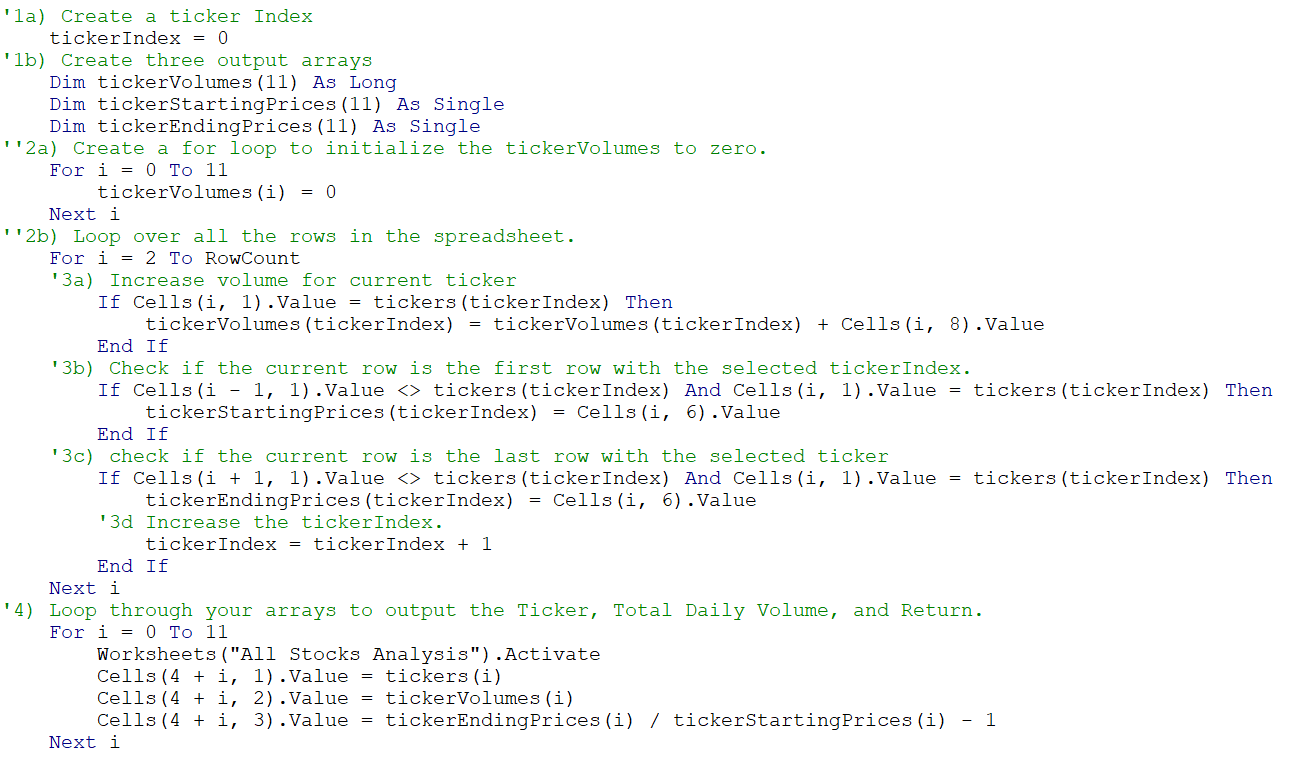 '1a) Create a ticker Index
    tickerIndex = 0
'1b) Create three output arrays
    Dim tickerVolumes(11) As Long
    Dim tickerStartingPrices(11) As Single
    Dim tickerEndingPrices(11) As Single
''2a) Create a for loop to initialize the tickerVolumes to zero.
    For i = 0 To 11
        tickerVolumes(i) = 0
    Next i
''2b) Loop over all the rows in the spreadsheet.
    For i = 2 To RowCount
    '3a) Increase volume for current ticker
        If Cells(i, 1).Value = tickers(tickerIndex) Then
            tickerVolumes(tickerIndex) = tickerVolumes(tickerIndex) + Cells(i, 8).Value
        End If
    '3b) Check if the current row is the first row with the selected tickerIndex.
        If Cells(i - 1, 1).Value <> tickers(tickerIndex) And Cells(i, 1).Value = tickers(tickerIndex) Then
            tickerStartingPrices(tickerIndex) = Cells(i, 6).Value
        End If
    '3c) check if the current row is the last row with the selected ticker
        If Cells(i + 1, 1).Value <> tickers(tickerIndex) And Cells(i, 1).Value = tickers(tickerIndex) Then
            tickerEndingPrices(tickerIndex) = Cells(i, 6).Value
        '3d Increase the tickerIndex.
            tickerIndex = tickerIndex + 1
        End If
    Next i
'4) Loop through your arrays to output the Ticker, Total Daily Volume, and Return.
    For i = 0 To 11
        Worksheets("All Stocks Analysis").Activate
        Cells(4 + i, 1).Value = tickers(i)
        Cells(4 + i, 2).Value = tickerVolumes(i)
        Cells(4 + i, 3).Value = tickerEndingPrices(i) / tickerStartingPrices(i) - 1
    Next i